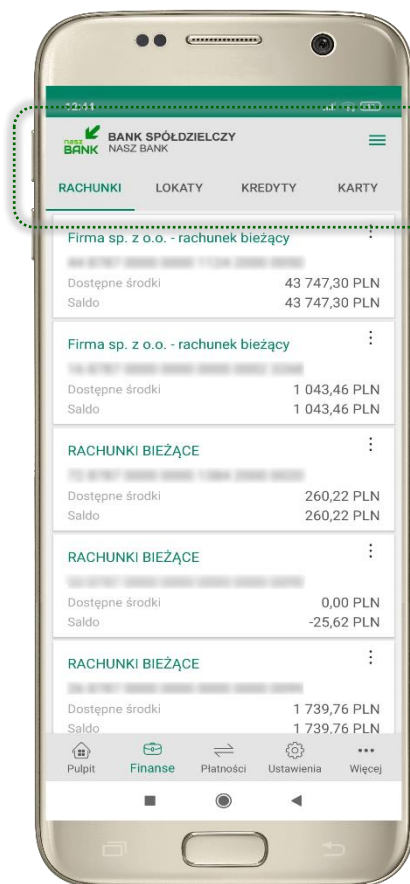 12:11
nasz BANK BANK SPÓŁDZIELCZY
NASZ BANK
RACHUNKI LOKATY KREDYTY KARTY
Firma sp. z o.o. - rachunek bieżący
Dostępne środki 43 747,30 PLN
Saldo 43 747,30 PLN
Firma sp. z o.o. - rachunek bieżący
Dostępne środki 1 043,46 PLN
Saldo 1 043,46 PLN
RACHUNKI BIEŻĄCE
Dostępne środki 260,22 PLN
Saldo 260,22 PLN
RACHUNKI BIEŻĄCE
Dostępne środki 0,00 PLN
Saldo -25,62 PLN
RACHUNKI BIEŻĄCE
Dostępne środki 1 739,76 PLN
Saldo 1 739,76 PLN
Pulpit Finanse Płatności Ustawienia Więcej